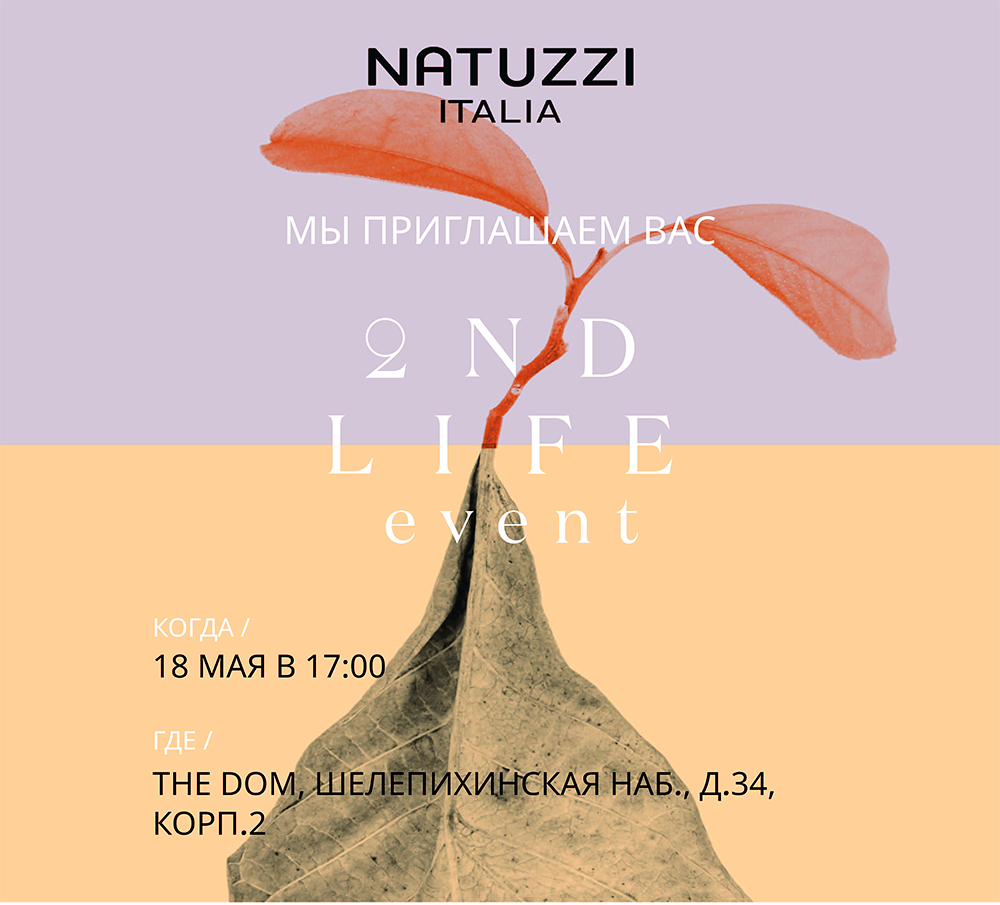 NATUZZI
ITALIA
МЫ ПРИГЛАШАЕМ ВАС
2ND
LIFE
event
КОГДА /
18 МАЯ В 17:00
ГДЕ /
THE DOM, ШЕЛЕПИХИНСКАЯ НАБ., Д.34,
КОРП.2